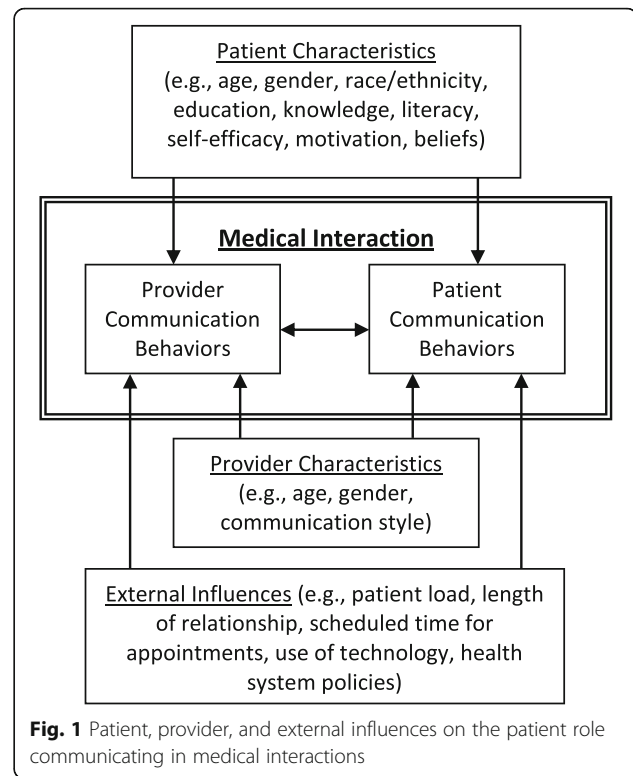 Patient Characteristics
(e.g., age, gender, race/ethnicity,
education, knowledge, literacy,
self-efficacy, motivation, beliefs)
Medical Interaction
Provider
Communication
Behaviors
Patient
Communication
Behaviors
Provider Characteristics
(e.g., age, gender,
communication style)
External Influences (e.g., patient load, length
of relationship, scheduled time for
appointments, use of technology, health
system policies)
Fig. 1 Patient, provider, and external influences on the patient role
communicating in medical interactions